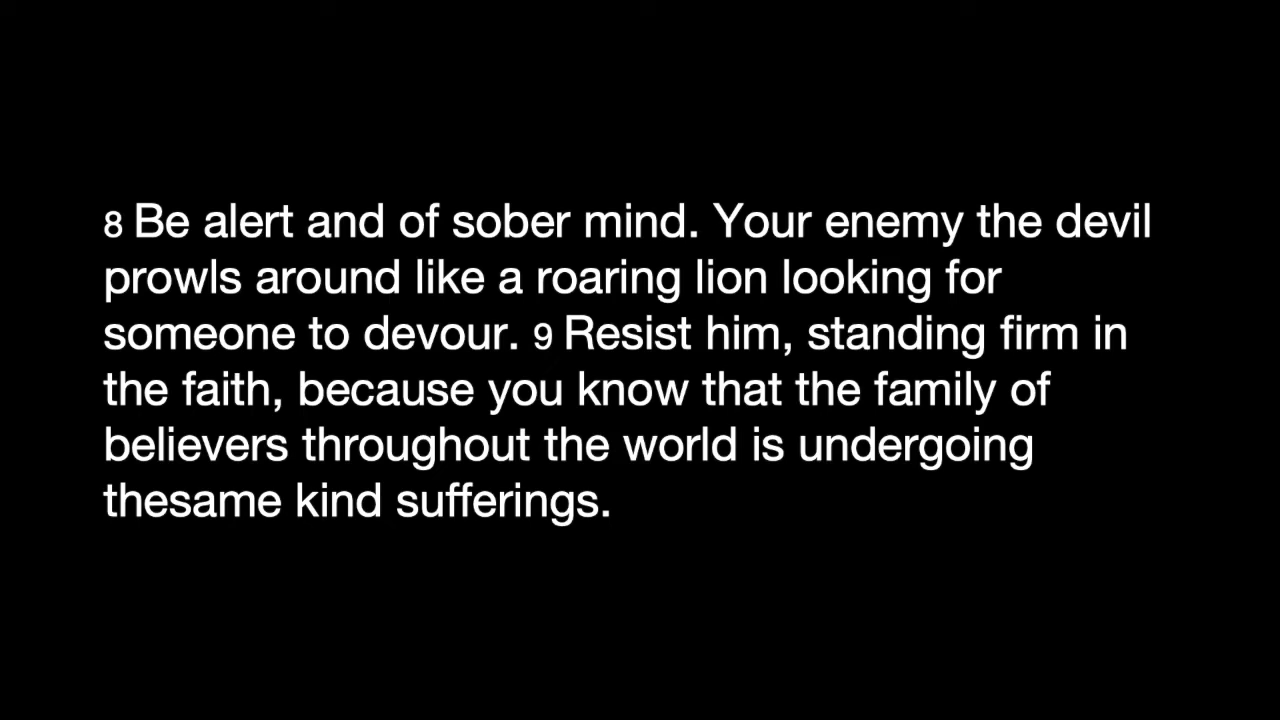 8 Be alert and of sober mind. Your enemy the devil
prowls around like a roaring lion looking for
someone to devour. 9 Resist him, standing firm in
the faith, because you know that the family of
believers throughout the world is undergoing
thesame kind sufferings.